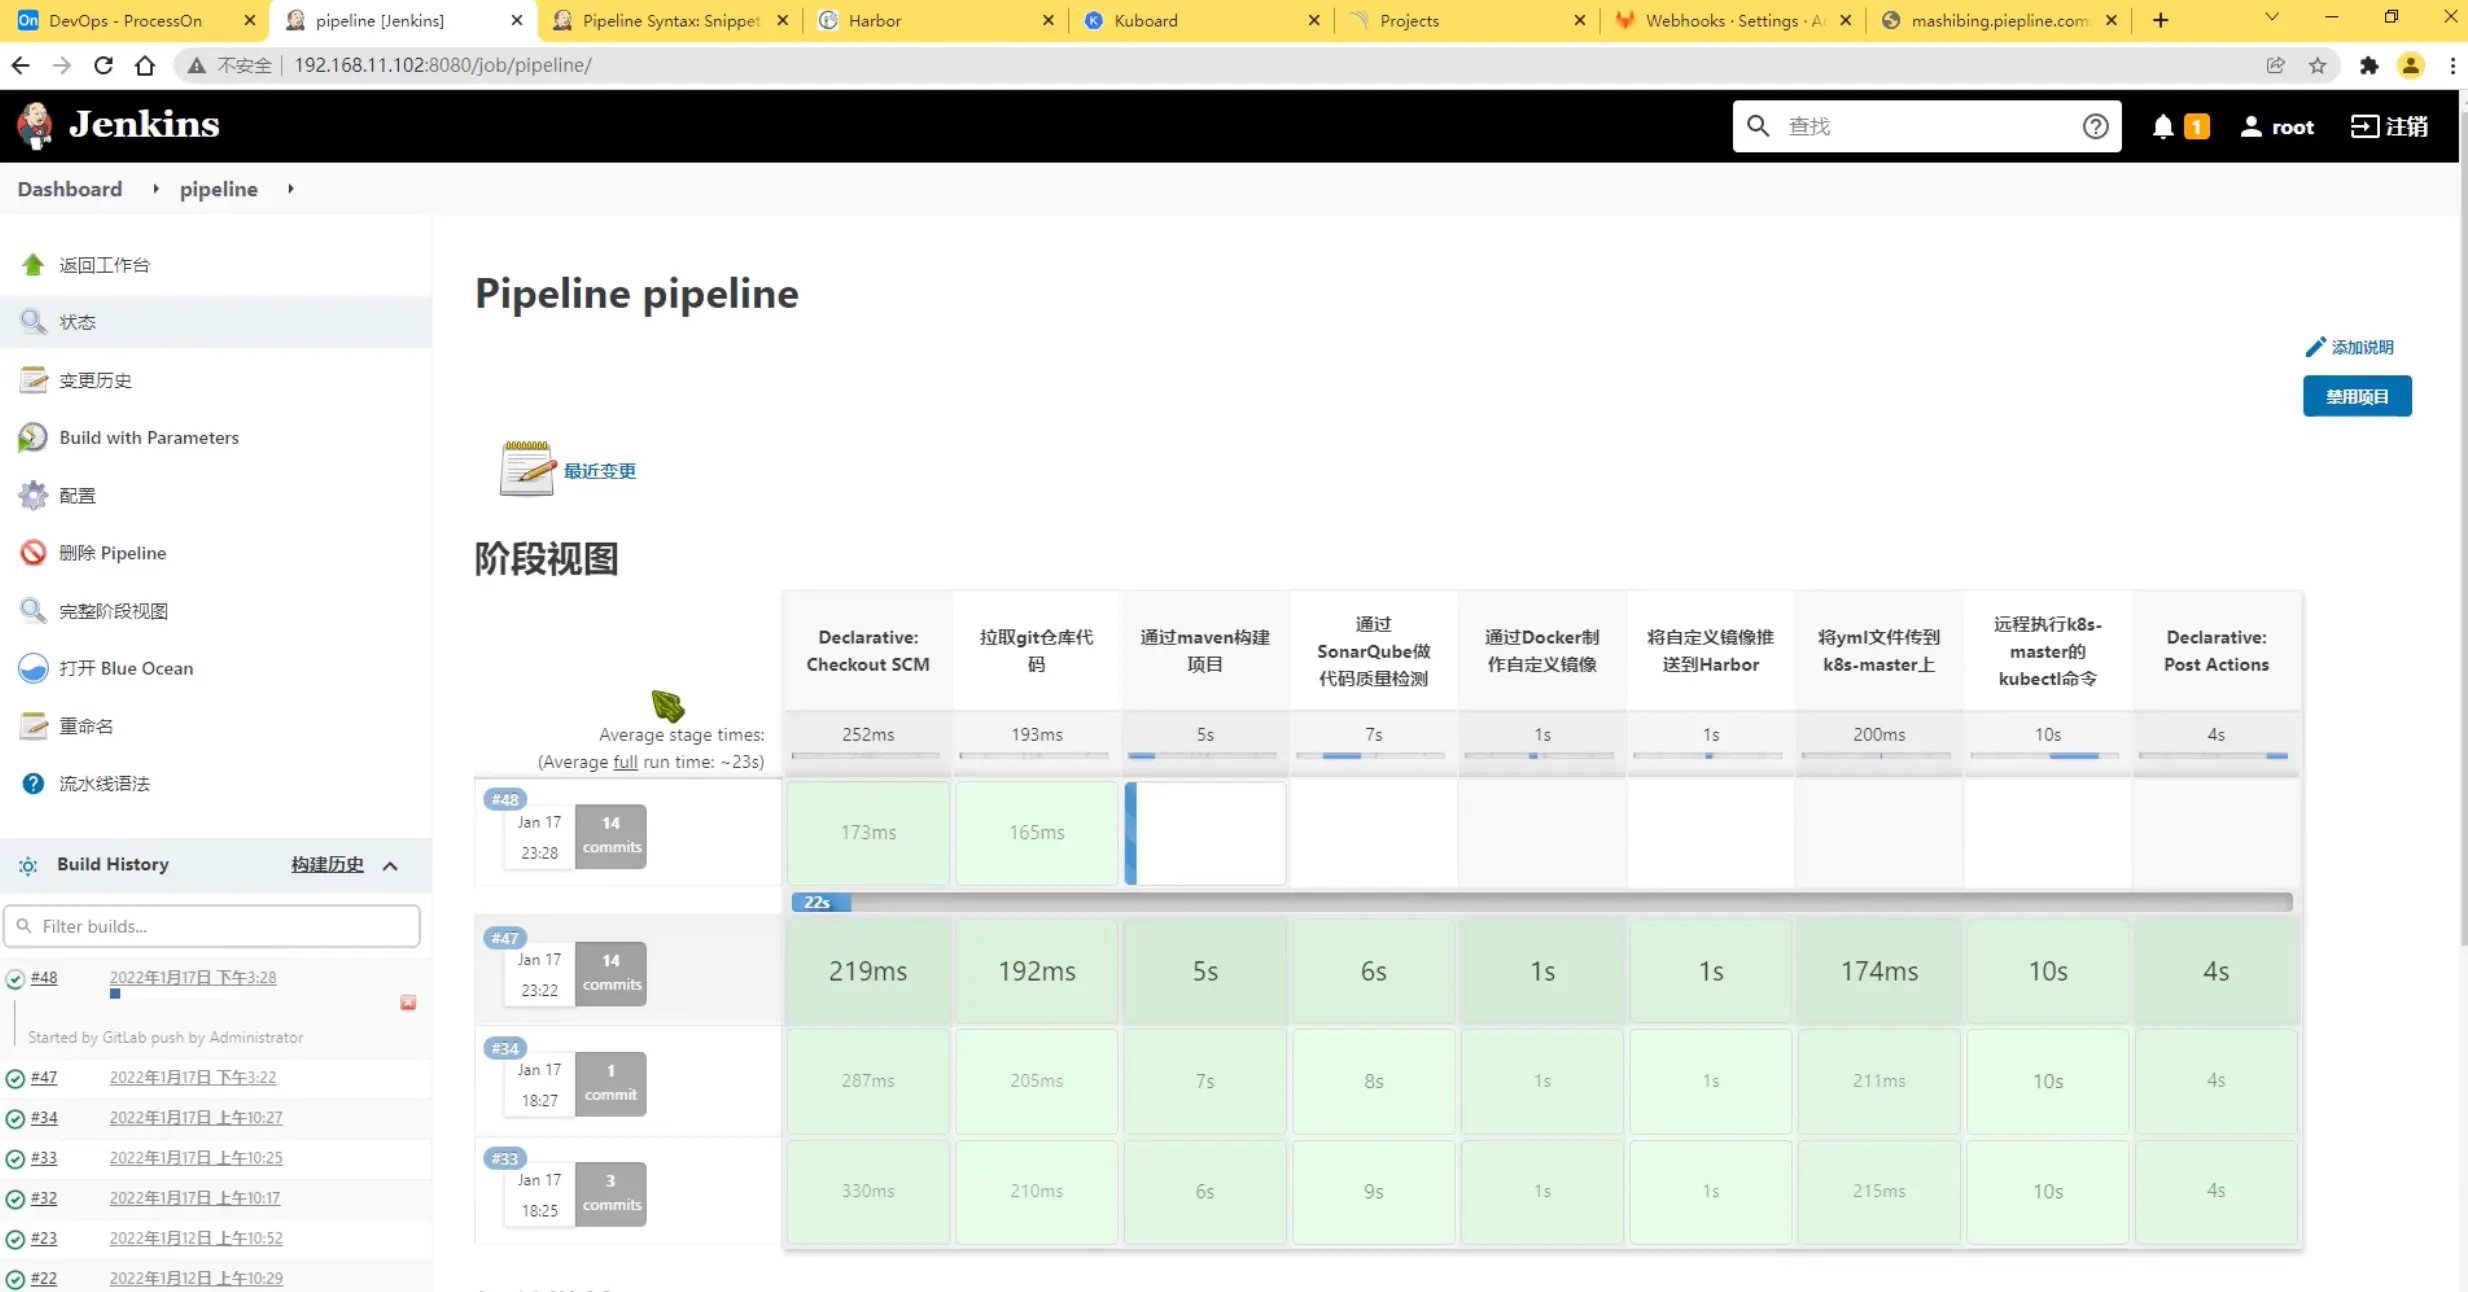 DevOps - ProcessOn
pipeline [Jenkins]
Pipeline Syntax: Snippet
Harbor
Kuboard
Projects
Webhooks · Settings ·
mashibing.piepline.com
不安全
192.168.11.102:8080/job/pipeline/
Jenkins
查找
1
root
注销
Dashboard
pipeline
返回工作台
状态
变更历史
Build with Parameters
配置
删除 Pipeline
完整阶段视图
打开 Blue Ocean
重命名
流水线语法
Build History
构建历史
Filter builds...
#48
2022年1月17日 下午3:28
Started by GitLab push by Administrator
#47
2022年1月17日 下午3:22
#34
2022年1月17日 上午10:27
#33
2022年1月17日 上午10:25
#32
2022年1月17日 上午10:17
#23
2022年1月12日 上午10:52
#22
2022年1月12日 上午10:29
Pipeline pipeline
添加说明
禁用项目
最近变更
阶段视图
Declarative:
Checkout SCM
拉取git仓库代
码
通过maven构建
项目
通过
SonarQube做
代码质量检测
通过Docker制
作自定义镜像
将自定义镜像推
送到Harbor
将yml文件传到
k8s-master上
远程执行k8s-
master的
kubectl命令
Declarative:
Post Actions
Average stage times:
(Average full run time: ~23s)
252ms
193ms
5s
7s
1s
1s
200ms
10s
4s
#48
Jan 17
23:28
14
commits
173ms
165ms
22s
#47
Jan 17
23:22
14
commits
219ms
192ms
5s
6s
1s
1s
174ms
10s
4s
#34
Jan 17
18:27
1
commit
287ms
205ms
7s
8s
1s
1s
211ms
10s
4s
#33
Jan 17
18:25
3
commits
330ms
210ms
6s
9s
1s
1s
215ms
10s
4s